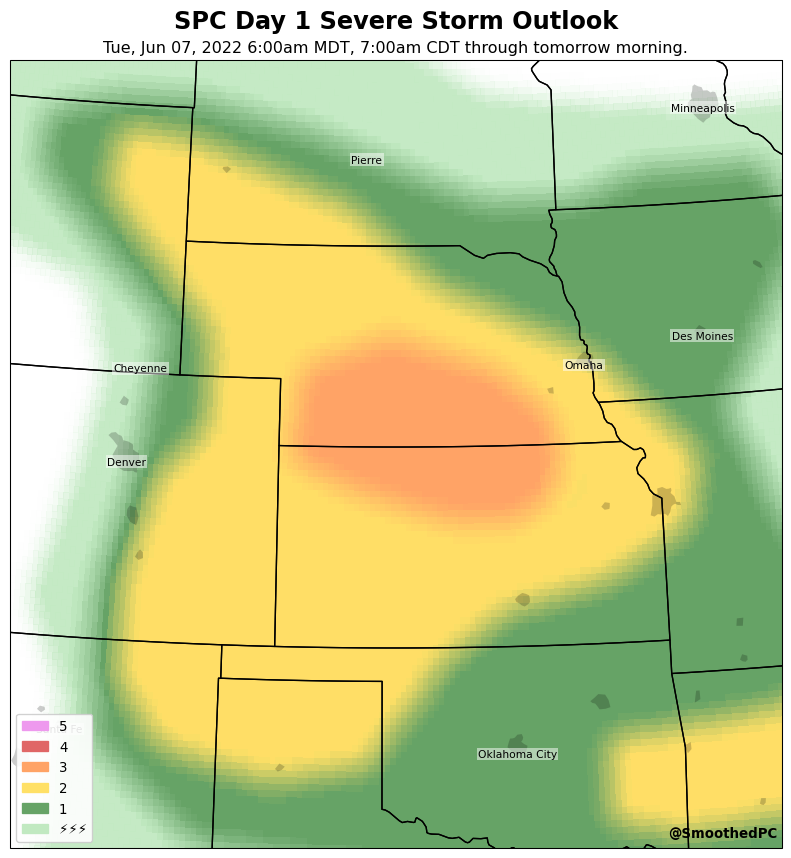 SPC Day 1 Severe Storm Outlook
Tue, Jun 07, 2022 6:00am MDT, 7:00am CDT through tomorrow morning.
Minneapolis
Pierre
Des Moines
Omaha
Cheyenne
Denver
Fe
Oklahoma City
5
4
3
2
1
⚡⚡⚡
@SmoothedPC